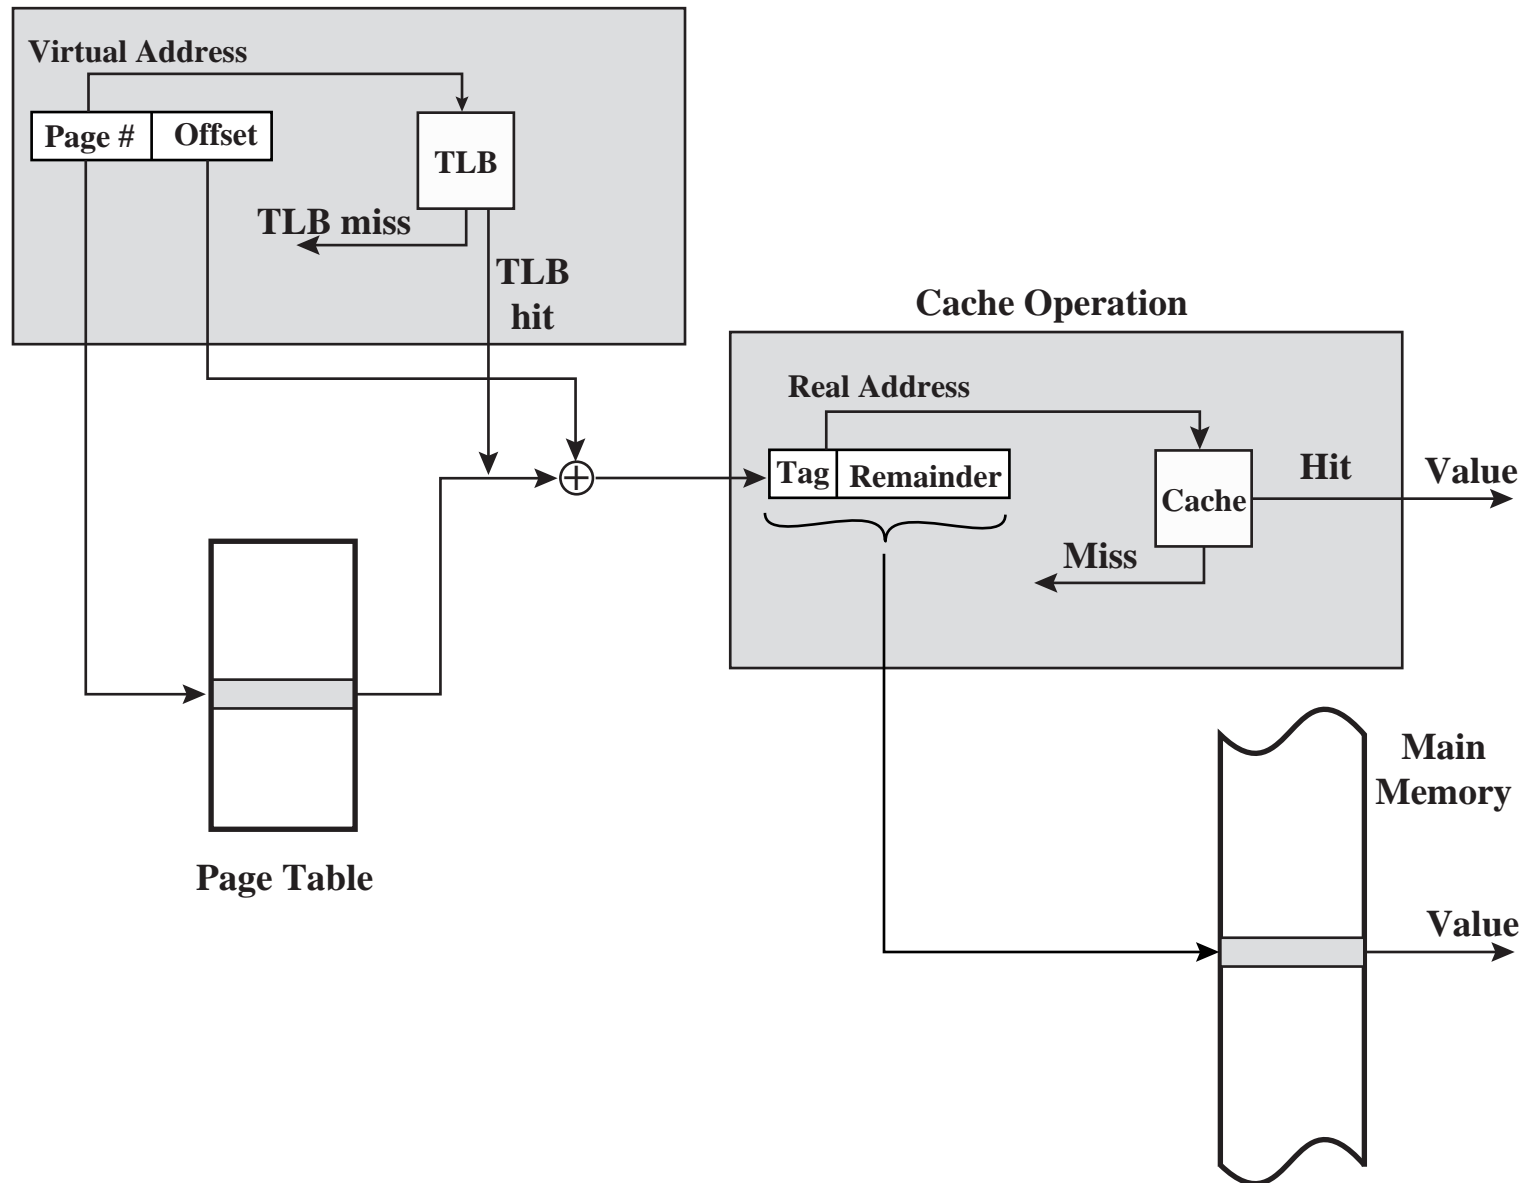 Virtual Address
Page #
Offset
TLB
TLB miss
TLB
hit
Cache Operation
Real Address
Tag
Remainder
Cache
Hit
Value
Miss
Page Table
Main
Memory
Value